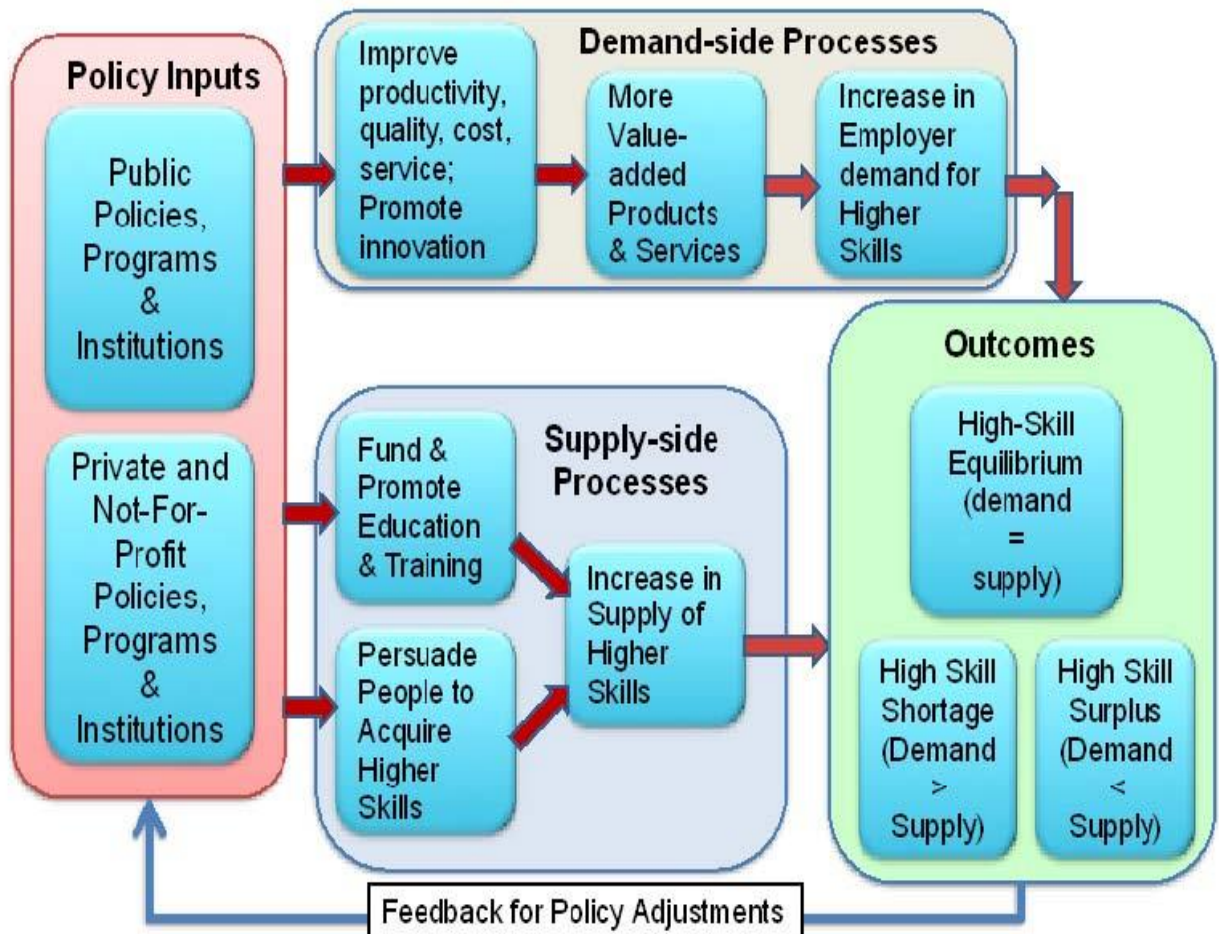 Policy Inputs
Public
Policies,
Programs
&
Institutions
Private and
Not-For-
Profit
Policies,
Programs
&
Institutions
Demand-side Processes
Improve
productivity,
quality, cost,
service;
Promote
innovation
More
Value-
added
Products
& Services
Increase in
Employer
demand for
Higher
Skills
Supply-side
Processes
Fund &
Promote
Education
& Training
Persuade
People to
Acquire
Higher
Skills
Increase in
Supply of
Higher
Skills
Outcomes
High-Skill
Equilibrium
(demand
=
supply)
High Skill
Shortage
(Demand
>
Supply)
High Skill
Surplus
(Demand
<
Supply)
Feedback for Policy Adjustments